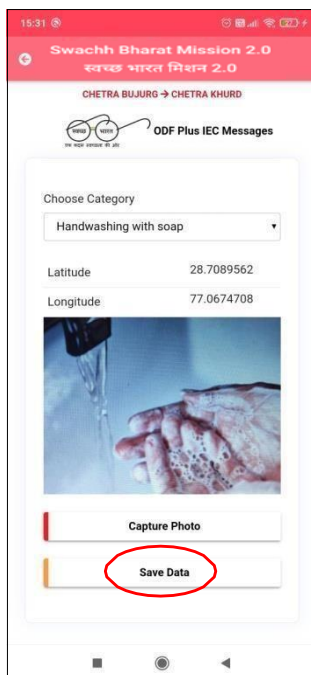 15:31
Swachh Bharat Mission 2.0
स्वच्छ भारत मिशन 2.0
CHETRA BUJURG → CHETRA KHURD
स्वच्छ भारत
एक कदम स्वच्छता की ओर
ODF Plus IEC Messages
Choose Category
Handwashing with soap
Latitude 28.7089562
Longitude 77.0674708
Capture Photo
Save Data